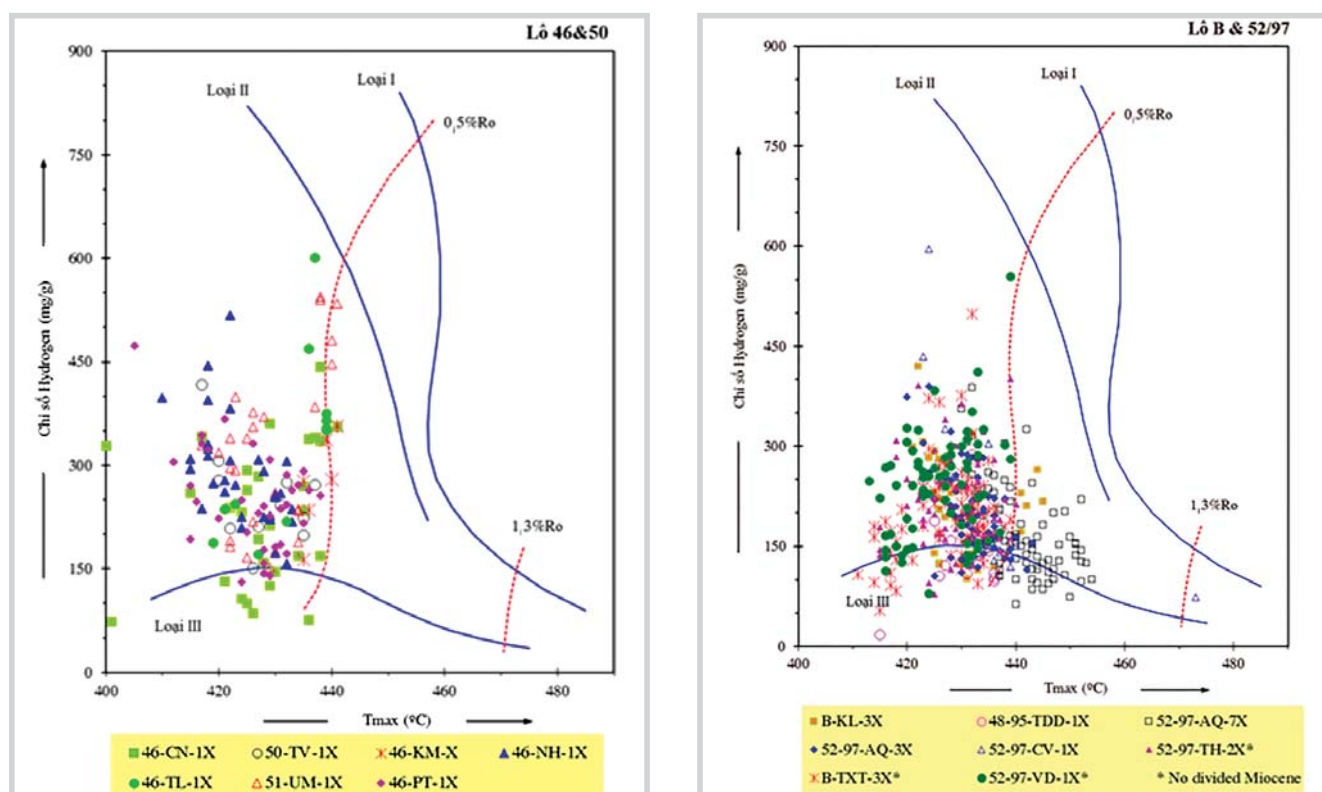 Lô 46&50
900
750
600
450
300
150
0
Chỉ số Hydrogen (mg/g)
Loại II
Loại I
0,5%Ro
1,3%Ro
Loại III
400
420
440
460
480
Tmax (ºC)
46-CN-1X
50-TV-1X
46-KM-X
46-NH-1X
46-TL-1X
51-UM-1X
46-PT-1X
Lô B & 52/97
900
750
600
450
300
150
0
Chỉ số Hydrogen (mg/g)
Loại II
Loại I
0,5%Ro
1,3%Ro
Loại III
400
420
440
460
480
Tmax (ºC)
B-KL-3X
48-95-TDD-1X
52-97-AQ-7X
52-97-AQ-3X
52-97-CV-1X
52-97-TH-2X*
B-TXT-3X*
52-97-VD-1X*
* No divided Miocene